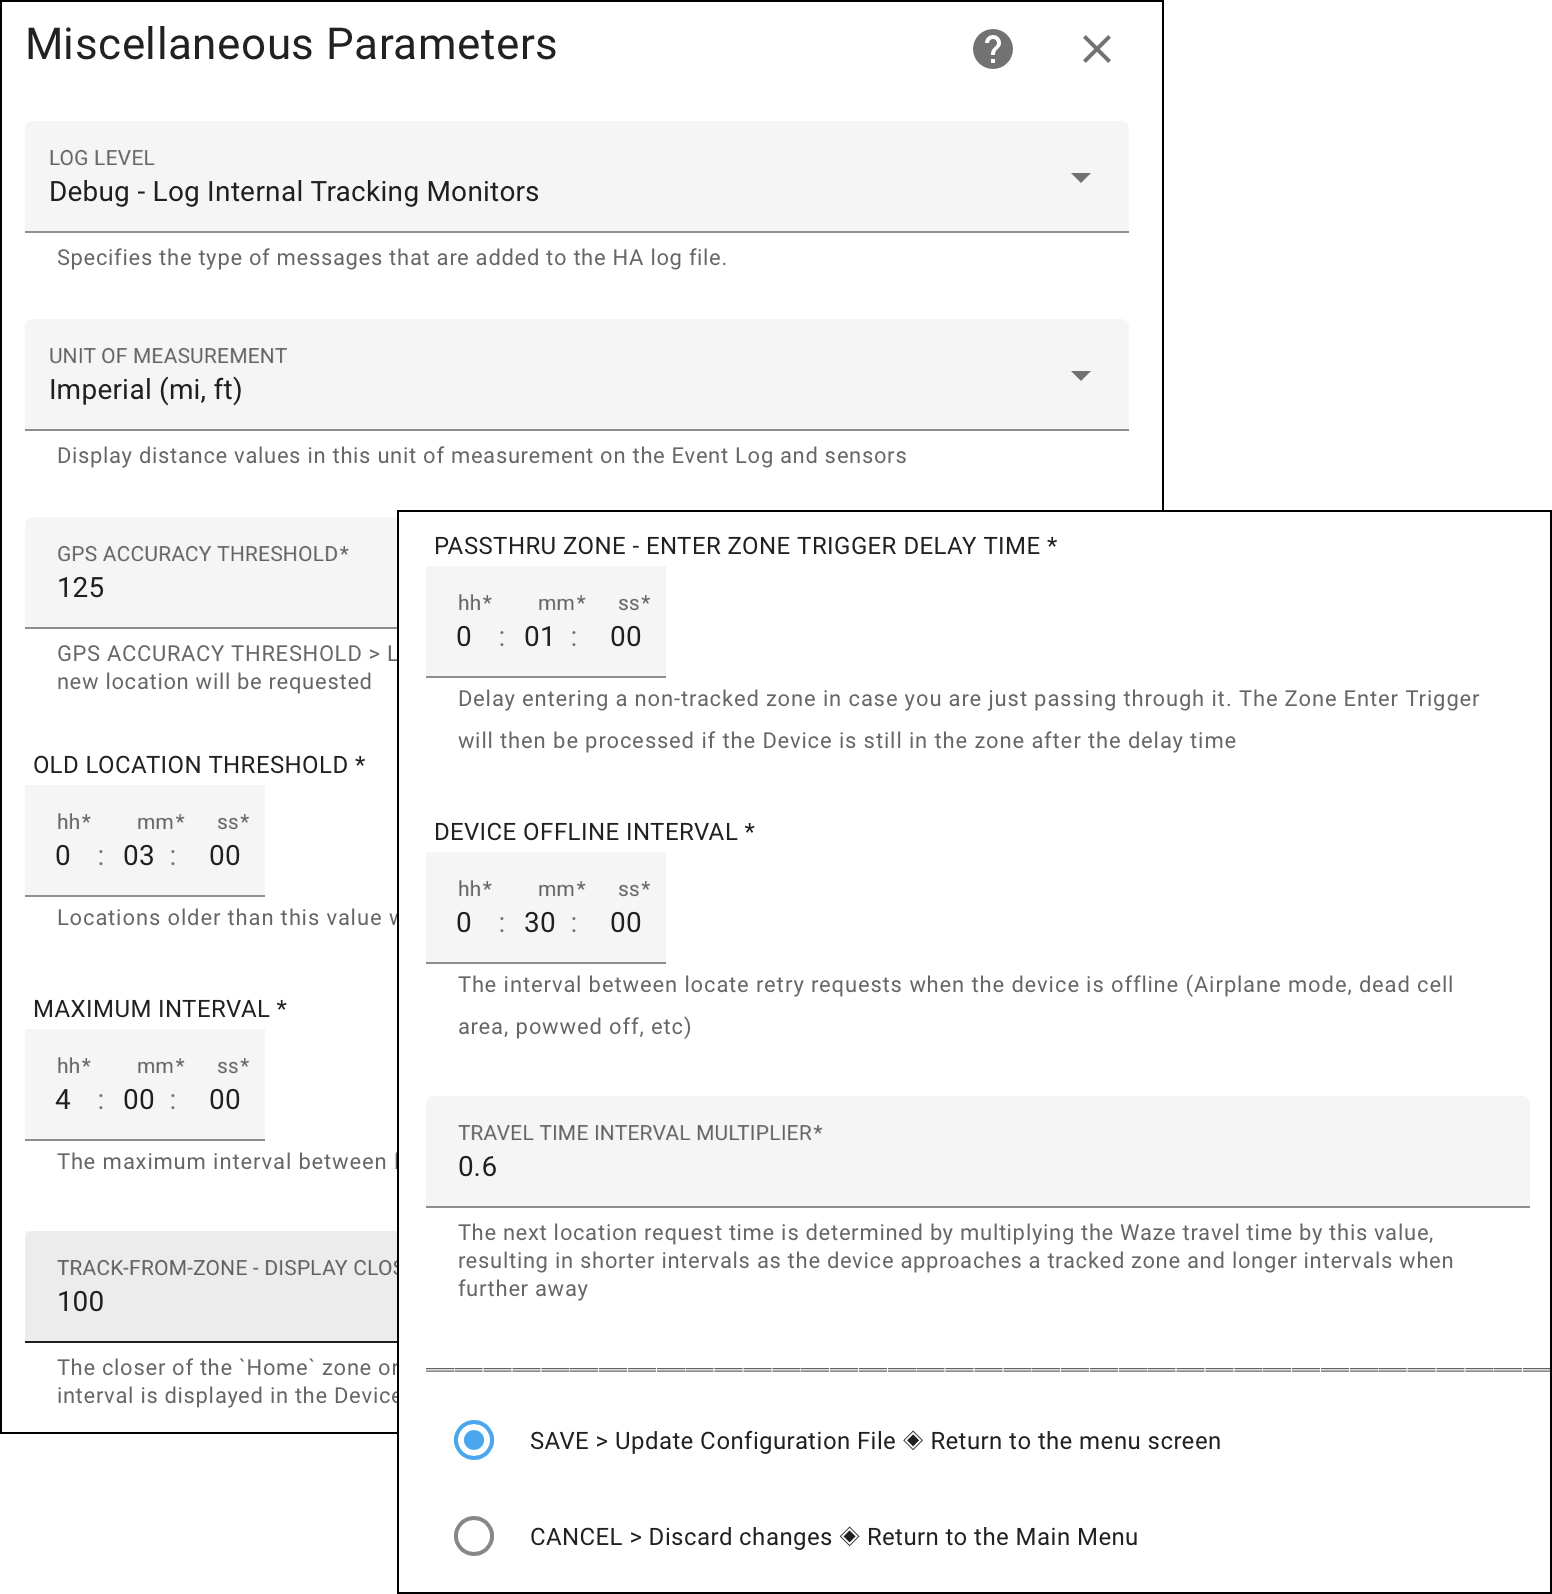 Miscellaneous Parameters
LOG LEVEL
Debug - Log Internal Tracking Monitors
Specifies the type of messages that are added to the HA log file.
UNIT OF MEASUREMENT
Imperial (mi, ft)
Display distance values in this unit of measurement on the Event Log and sensors
GPS ACCURACY THRESHOLD*
125
GPS ACCURACY THRESHOLD >
new location will be requested
OLD LOCATION THRESHOLD *
hh* mm* ss*
0 : 03 : 00
Locations older than this value
MAXIMUM INTERVAL *
hh* mm* ss*
4 : 00 : 00
The maximum interval between
TRACK-FROM-ZONE - DISPLAY
100
The closer of the `Home` zone or
interval is displayed in the Device
PASSTHRU ZONE - ENTER ZONE TRIGGER DELAY TIME *
hh* mm* ss*
0 : 01 : 00
Delay entering a non-tracked zone in case you are just passing through it. The Zone Enter Trigger
will then be processed if the Device is still in the zone after the delay time
DEVICE OFFLINE INTERVAL *
hh* mm* ss*
0 : 30 : 00
The interval between locate retry requests when the device is offline (Airplane mode, dead cell
area, powwed off, etc)
TRAVEL TIME INTERVAL MULTIPLIER*
0.6
The next location request time is determined by multiplying the Waze travel time by this value,
resulting in shorter intervals as the device approaches a tracked zone and longer intervals when
further away
SAVE > Update Configuration File ◈ Return to the menu screen
CANCEL > Discard changes ◈ Return to the Main Menu